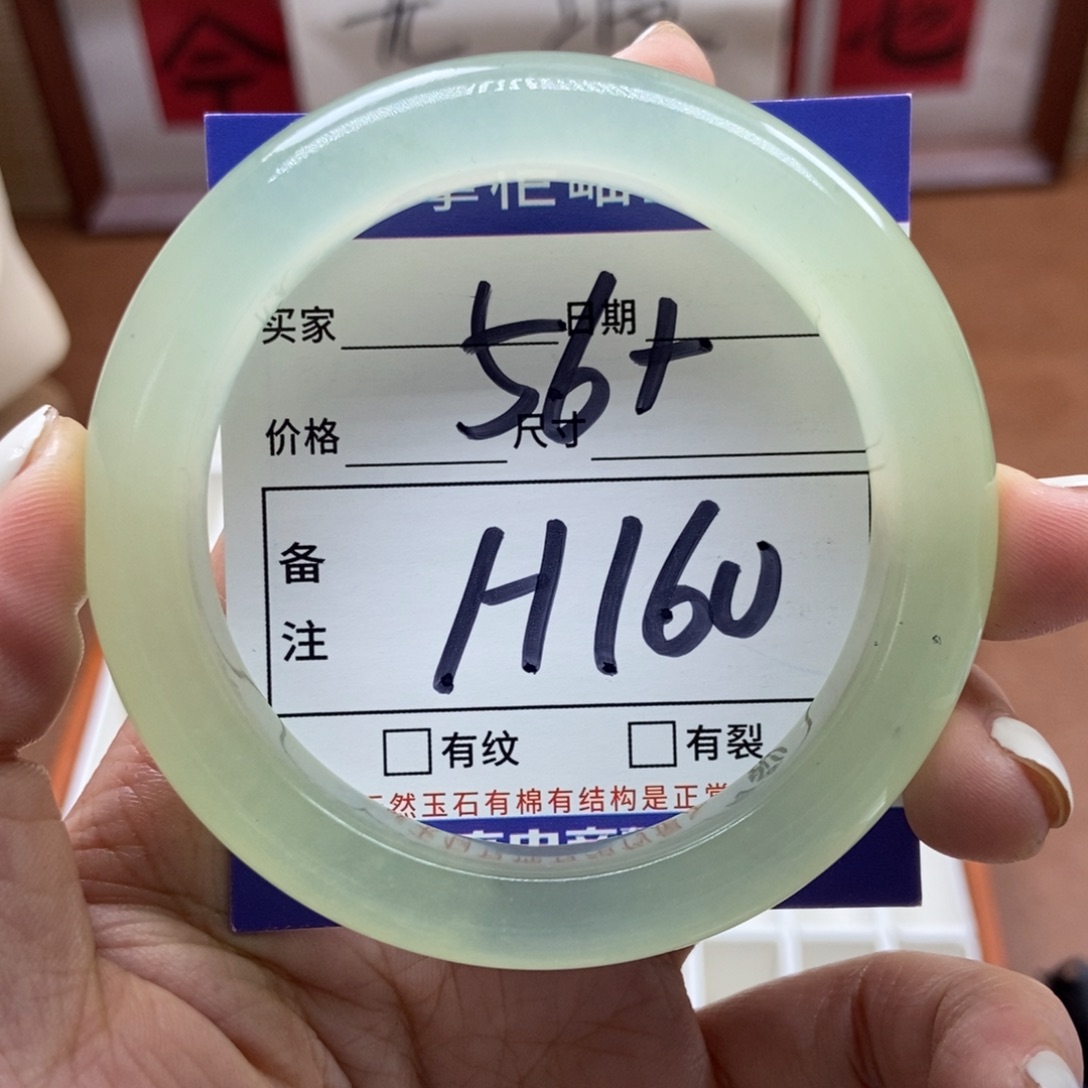 买家 日期
56+
价格 尺寸
备注
H160
有纹 有裂
然玉石有棉有结构是正常